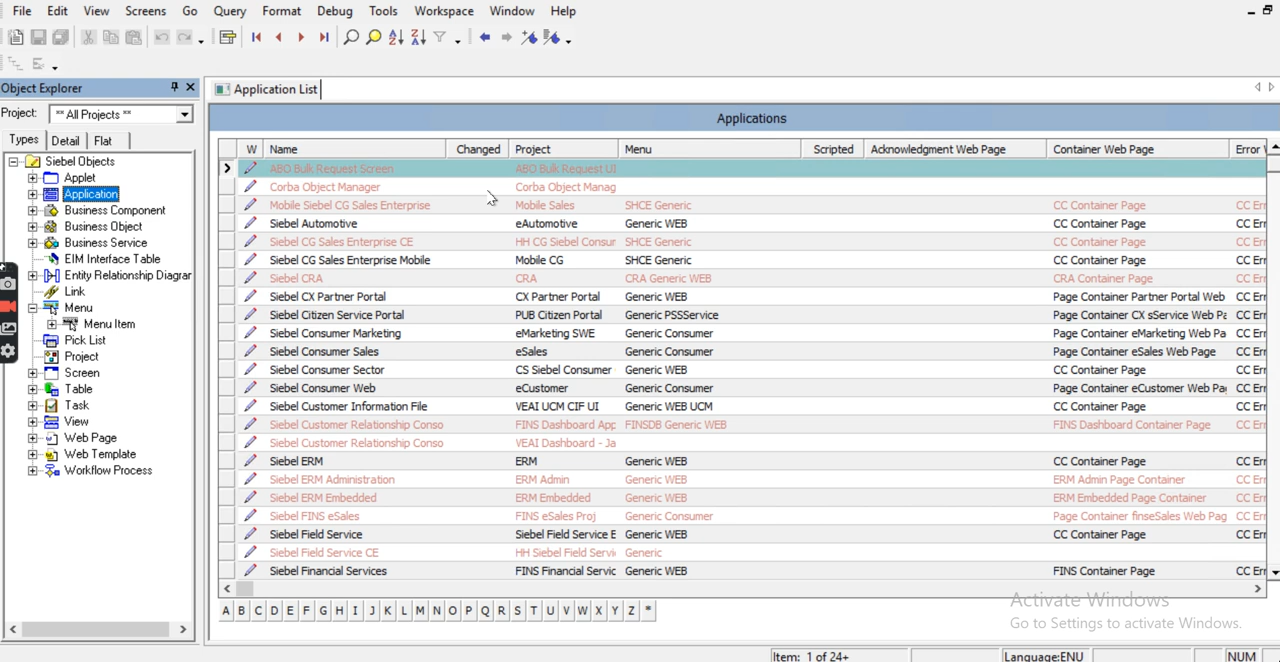 File Edit View Screens Go Query Format Debug Tools Workspace Window Help
Object Explorer
Application List
Project: ** All Projects **
Applications
Types Detail Flat
W Name Changed Project Menu Scripted Acknowledgment Web Page Container Web Page Error
Siebel Objects
Applet
Application
Business Component
Business Object
Business Service
EIM Interface Table
Entity Relationship Diagrar
Link
Menu
Menu Item
Pick List
Project
Screen
Table
Task
View
Web Page
Web Template
Workflow Process
ABO Bulk Request Screen ABO Bulk Request UI
Corba Object Manager Corba Object Manag
Mobile Siebel CG Sales Enterprise Mobile Sales SHCE Generic CC Container Page CC Err
Siebel Automotive eAutomotive Generic WEB CC Container Page CC Err
Siebel CG Sales Enterprise CE HH CG Siebel Consur SHCE Generic CC Container Page CC Err
Siebel CG Sales Enterprise Mobile Mobile CG SHCE Generic CC Container Page CC Err
Siebel CRA CRA CRA Generic WEB CRA Container Page CC Err
Siebel CX Partner Portal CX Partner Portal Generic WEB Page Container Partner Portal Web CC Err
Siebel Citizen Service Portal PUB Citizen Portal Generic PSSService Page Container CX sService Web Pa CC Err
Siebel Consumer Marketing eMarketing SWE Generic Consumer Page Container eMarketing Web Pa CC Err
Siebel Consumer Sales eSales Generic Consumer Page Container eSales Web Page CC Err
Siebel Consumer Sector CS Siebel Consumer Generic WEB CC Container Page CC Err
Siebel Consumer Web eCustomer Generic Consumer Page Container eCustomer Web Pa CC Err
Siebel Customer Information File VEAI UCM CIF UI Generic WEB UCM CC Container Page CC Err
Siebel Customer Relationship Conso FINS Dashboard App FINSDB Generic WEB FINS Dashboard Container Page CC Err
Siebel Customer Relationship Conso VEAI Dashboard - Ja
Siebel ERM ERM Generic WEB CC Container Page CC Err
Siebel ERM Administration ERM Admin Generic WEB ERM Admin Page Container CC Err
Siebel ERM Embedded ERM Embedded Generic WEB ERM Embedded Page Container CC Err
Siebel FINS eSales FINS eSales Proj Generic Consumer Page Container finseSales Web Pag CC Err
Siebel Field Service Siebel Field Service E Generic WEB CC Container Page CC Err
Siebel Field Service CE HH Siebel Field Servi Generic
Siebel Financial Services FINS Financial Servic Generic WEB FINS Container Page CC Err
A B C D E F G H I J K L M N O P Q R S T U V W X Y Z *
Activate Windows
Go to Settings to activate Windows.
Item: 1 of 24+ Language:ENU NUM